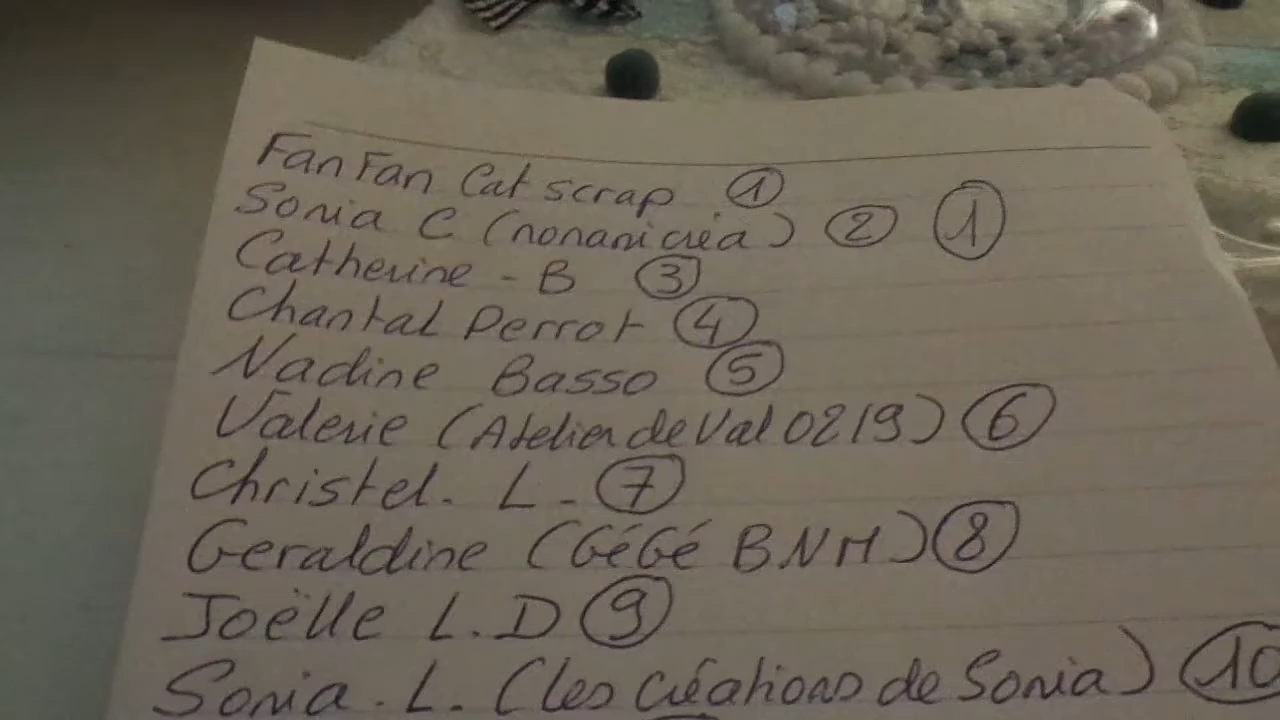 FanFan Cat scrap ①
Sonia C (nonanicréa) ② ①
Catherine - B ③
Chantal Perrot ④
Nadine Basso ⑤
Valerie (Atelier de Val 0219) ⑥
Christel. L - ⑦
Geraldine (GéGé B.N.M) ⑧
Joëlle L.D ⑨
Sonia. L. (les créations de Sonia) ⑩